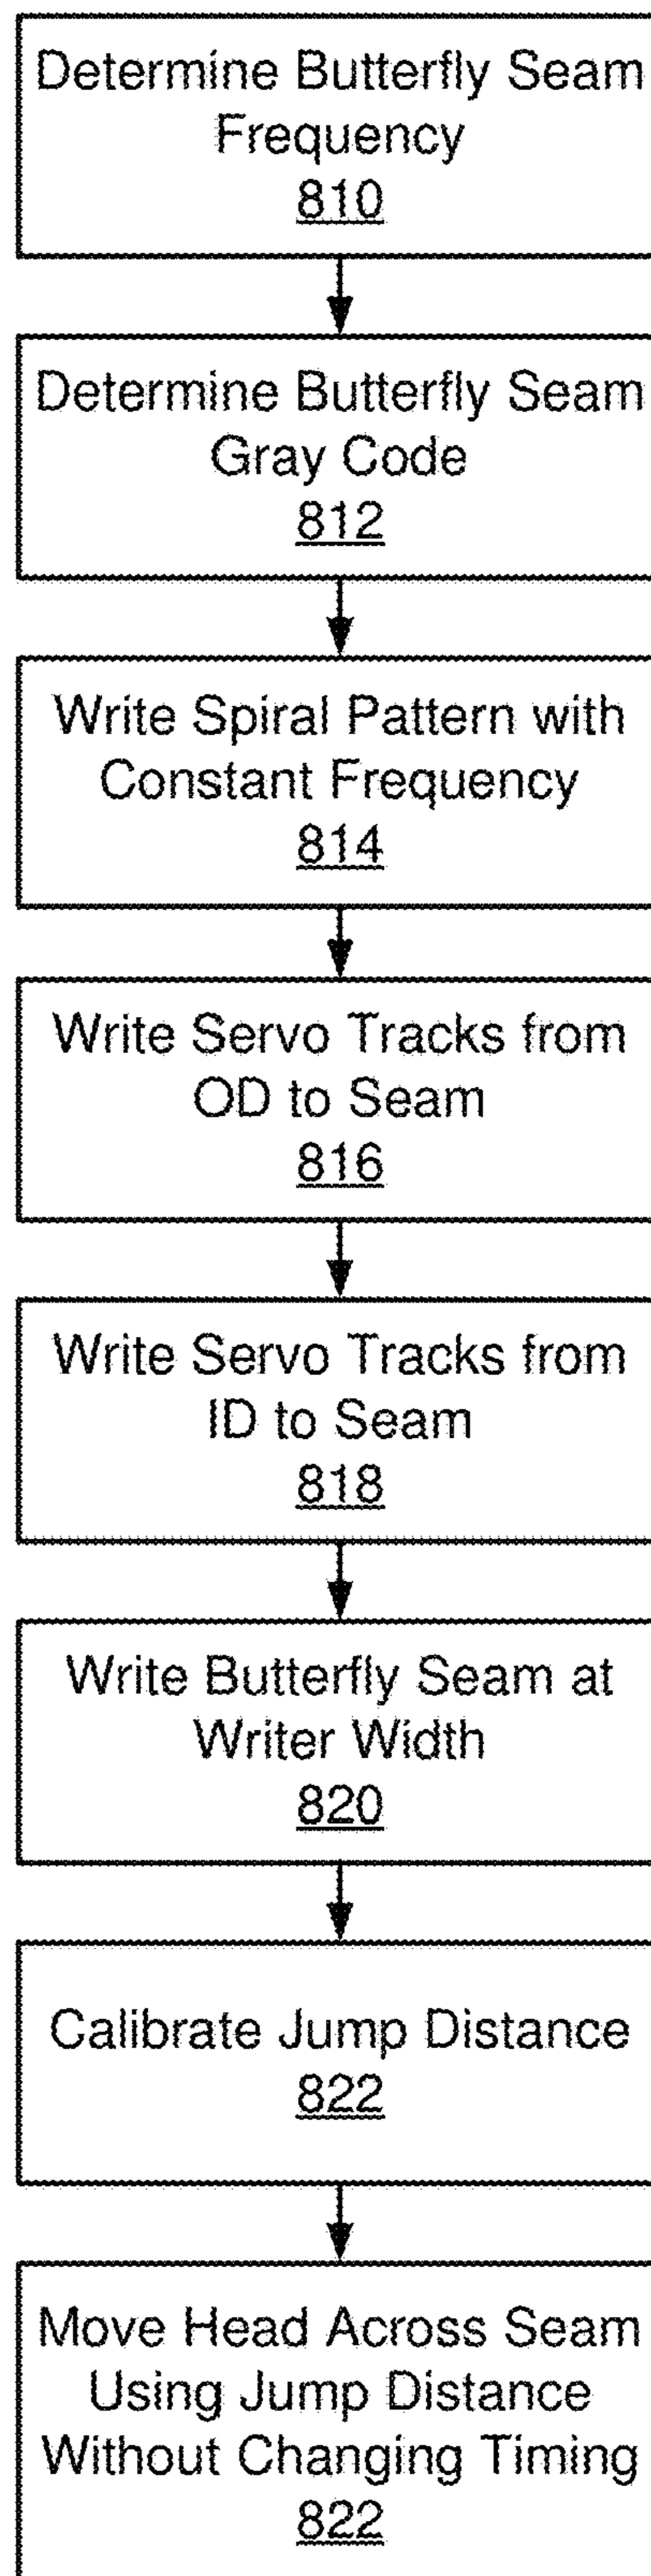 Determine Butterfly Seam
Frequency
810
Determine Butterfly Seam
Gray Code
812
Write Spiral Pattern with
Constant Frequency
814
Write Servo Tracks from
OD to Seam
816
Write Servo Tracks from
ID to Seam
818
Write Butterfly Seam at
Writer Width
820
Calibrate Jump Distance
822
Move Head Across Seam
Using Jump Distance
Without Changing Timing
822